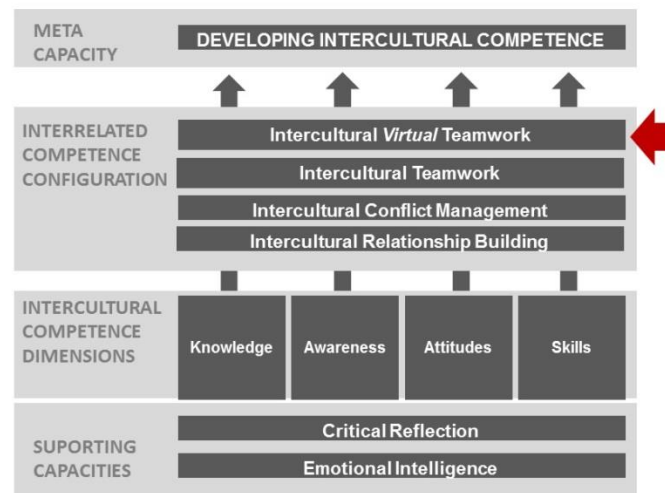 META
CAPACITY
DEVELOPING INTERCULTURAL COMPETENCE
INTERRELATED
COMPETENCE
CONFIGURATION
Intercultural Virtual Teamwork
Intercultural Teamwork
Intercultural Conflict Management
Intercultural Relationship Building
INTERCULTURAL
COMPETENCE
DIMENSIONS
Knowledge
Awareness
Attitudes
Skills
SUPORTING
CAPACITIES
Critical Reflection
Emotional Intelligence